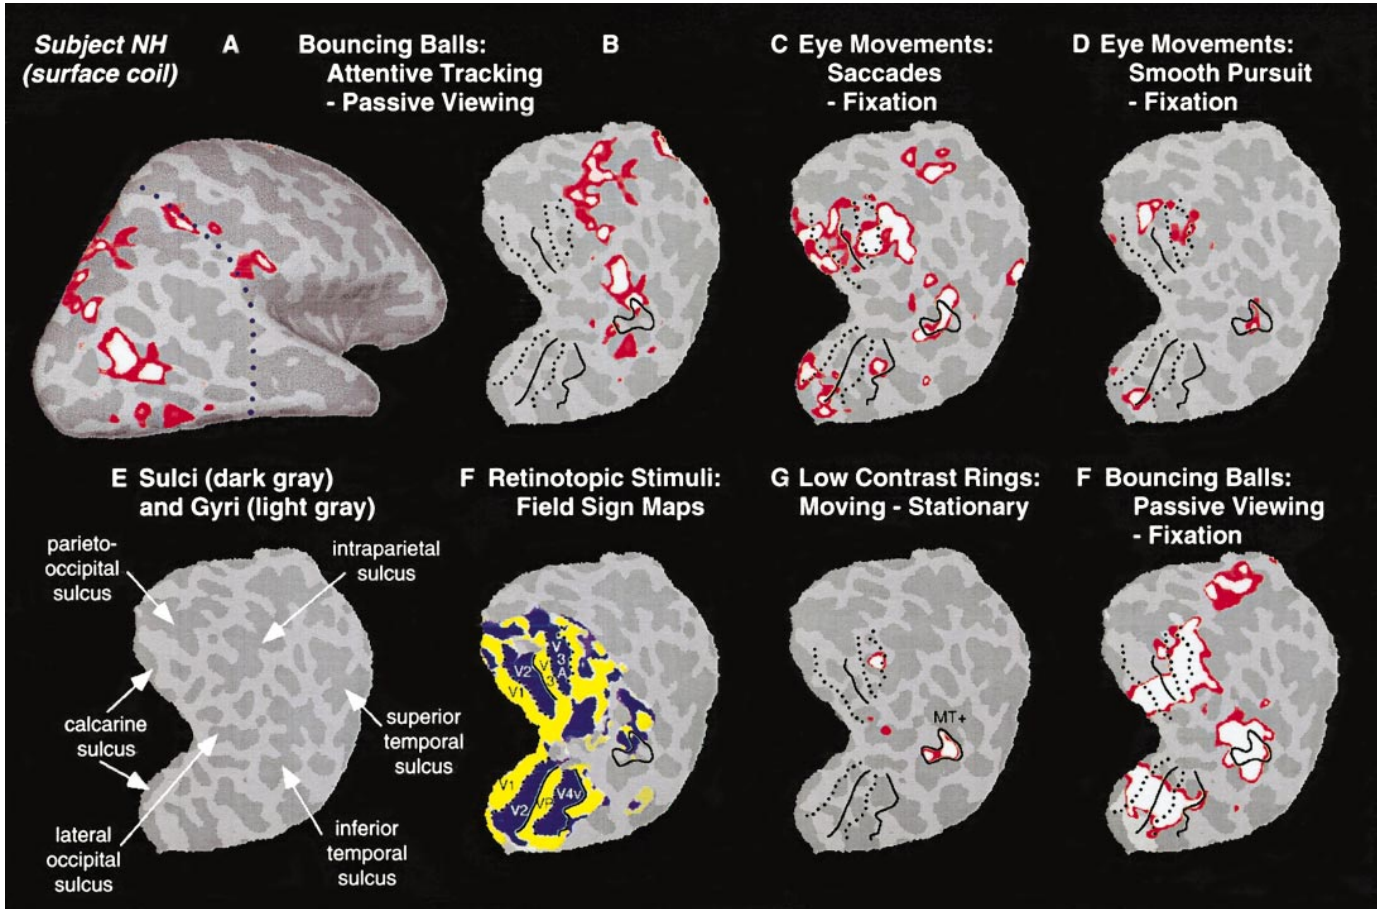 Subject NH
(surface coil)
A
Bouncing Balls:
Attentive Tracking
- Passive Viewing
B
C Eye Movements:
Saccades
- Fixation
D Eye Movements:
Smooth Pursuit
- Fixation
E Sulci (dark gray)
and Gyri (light gray)
parieto-
occipital
sulcus
intraparietal
sulcus
calcarine
sulcus
superior
temporal
sulcus
lateral
occipital
sulcus
inferior
temporal
sulcus
F Retinotopic Stimuli:
Field Sign Maps
V2
V1
V
3
V
3
A
V1
V2
VP
V4v
G Low Contrast Rings:
Moving - Stationary
MT+
F Bouncing Balls:
Passive Viewing
- Fixation